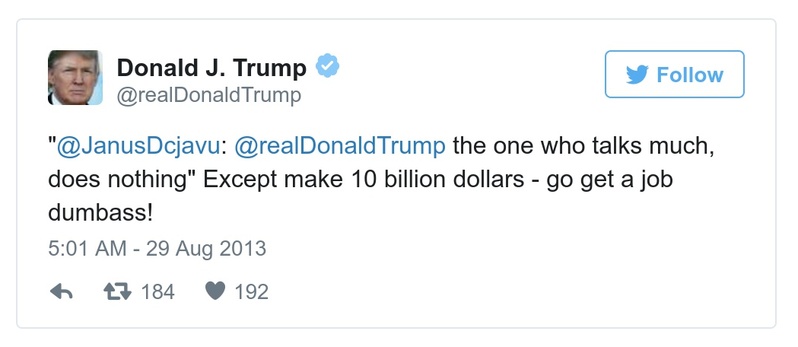 Donald J. Trump
@realDonaldTrump
Follow
"@JanusDcjavu: @realDonaldTrump the one who talks much,
does nothing" Except make 10 billion dollars - go get a job
dumbass!
5:01 AM - 29 Aug 2013
184 192